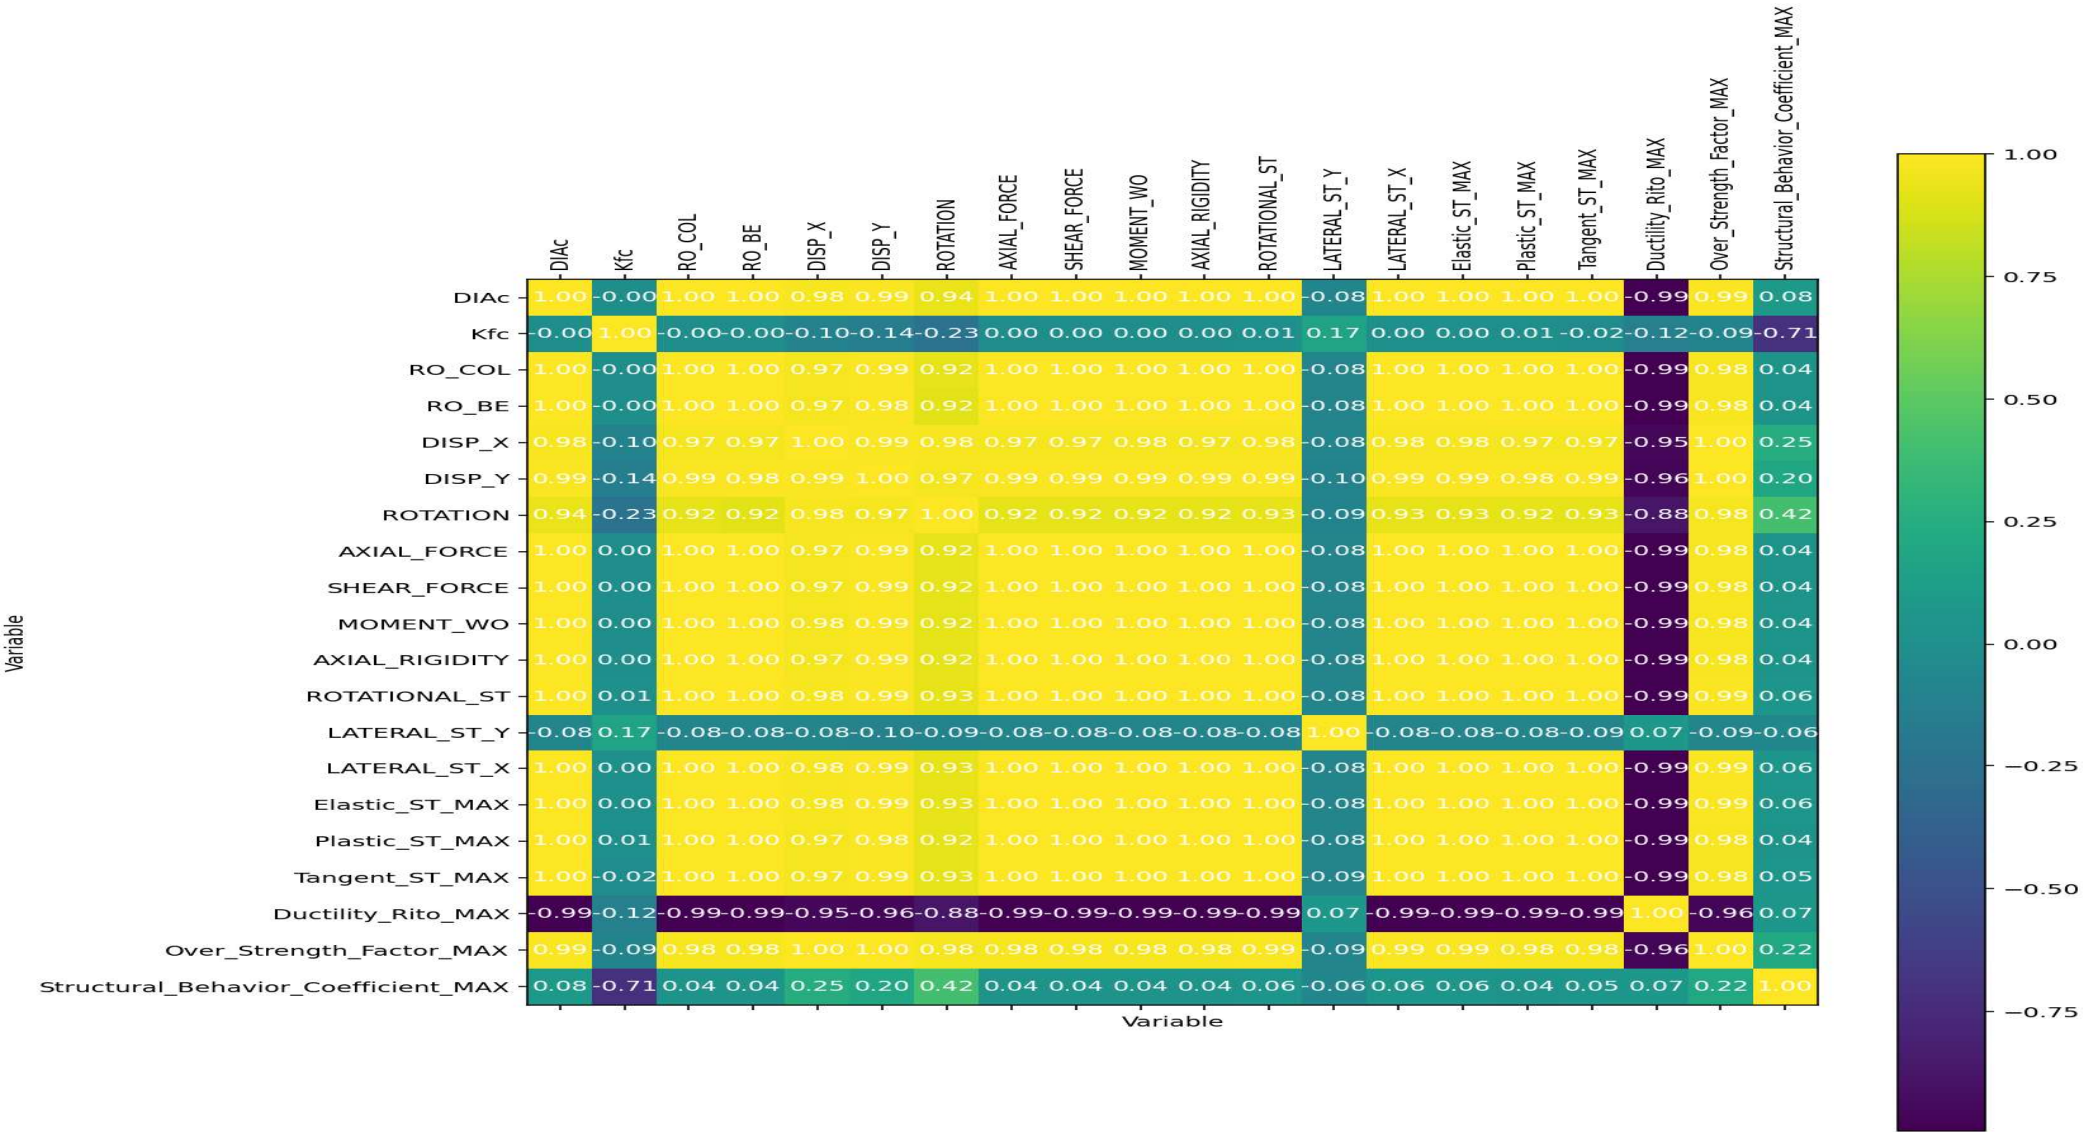 DIAc Kfc RO_COL RO_BE DISP_X DISP_Y ROTATION AXIAL_FORCE SHEAR_FORCE MOMENT_WO AXIAL_RIGIDITY ROTATIONAL_ST LATERAL_ST_Y LATERAL_ST_X Elastic_ST_MAX Plastic_ST_MAX Tangent_ST_MAX Ductility_Rito_MAX Over_Strength_Factor_MAX Structural_Behavior_Coefficient_MAX
DIAc 1.00 -0.00 1.00 1.00 0.98 0.99 0.94 1.00 1.00 1.00 1.00 1.00 -0.08 1.00 1.00 1.00 1.00 -0.99 0.99 0.08
Kfc -0.00 1.00 -0.00 -0.00 -0.10 -0.14 -0.23 0.00 0.00 0.00 0.00 0.01 0.17 0.00 0.00 0.01 -0.02 -0.12 -0.09 -0.71
RO_COL 1.00 -0.00 1.00 1.00 0.97 0.99 0.92 1.00 1.00 1.00 1.00 1.00 -0.08 1.00 1.00 1.00 1.00 -0.99 0.98 0.04
RO_BE 1.00 -0.00 1.00 1.00 0.97 0.98 0.92 1.00 1.00 1.00 1.00 1.00 -0.08 1.00 1.00 1.00 1.00 -0.99 0.98 0.04
DISP_X 0.98 -0.10 0.97 0.97 1.00 0.99 0.98 0.97 0.97 0.98 0.97 0.98 -0.08 0.98 0.98 0.97 0.97 -0.95 1.00 0.25
DISP_Y 0.99 -0.14 0.99 0.98 0.99 1.00 0.97 0.99 0.99 0.99 0.99 0.99 -0.10 0.99 0.99 0.98 0.99 -0.96 1.00 0.20
ROTATION 0.94 -0.23 0.92 0.92 0.98 0.97 1.00 0.92 0.92 0.92 0.92 0.93 -0.09 0.93 0.93 0.92 0.93 -0.88 0.98 0.42
AXIAL_FORCE 1.00 0.00 1.00 1.00 0.97 0.99 0.92 1.00 1.00 1.00 1.00 1.00 -0.08 1.00 1.00 1.00 1.00 -0.99 0.98 0.04
SHEAR_FORCE 1.00 0.00 1.00 1.00 0.97 0.99 0.92 1.00 1.00 1.00 1.00 1.00 -0.08 1.00 1.00 1.00 1.00 -0.99 0.98 0.04
MOMENT_WO 1.00 0.00 1.00 1.00 0.98 0.99 0.92 1.00 1.00 1.00 1.00 1.00 -0.08 1.00 1.00 1.00 1.00 -0.99 0.98 0.04
AXIAL_RIGIDITY 1.00 0.00 1.00 1.00 0.97 0.99 0.92 1.00 1.00 1.00 1.00 1.00 -0.08 1.00 1.00 1.00 1.00 -0.99 0.98 0.04
ROTATIONAL_ST 1.00 0.01 1.00 1.00 0.98 0.99 0.93 1.00 1.00 1.00 1.00 1.00 -0.08 1.00 1.00 1.00 1.00 -0.99 0.99 0.06
LATERAL_ST_Y -0.08 0.17 -0.08 -0.08 -0.08 -0.10 -0.09 -0.08 -0.08 -0.08 -0.08 -0.08 1.00 -0.08 -0.08 -0.08 -0.09 0.07 -0.09 -0.06
LATERAL_ST_X 1.00 0.00 1.00 1.00 0.98 0.99 0.93 1.00 1.00 1.00 1.00 1.00 -0.08 1.00 1.00 1.00 1.00 -0.99 0.99 0.06
Elastic_ST_MAX 1.00 0.00 1.00 1.00 0.98 0.99 0.93 1.00 1.00 1.00 1.00 1.00 -0.08 1.00 1.00 1.00 1.00 -0.99 0.99 0.06
Plastic_ST_MAX 1.00 0.01 1.00 1.00 0.97 0.98 0.92 1.00 1.00 1.00 1.00 1.00 -0.08 1.00 1.00 1.00 1.00 -0.99 0.98 0.04
Tangent_ST_MAX 1.00 -0.02 1.00 1.00 0.97 0.99 0.93 1.00 1.00 1.00 1.00 1.00 -0.09 1.00 1.00 1.00 1.00 -0.99 0.98 0.05
Ductility_Rito_MAX -0.99 -0.12 -0.99 -0.99 -0.95 -0.96 -0.88 -0.99 -0.99 -0.99 -0.99 -0.99 0.07 -0.99 -0.99 -0.99 -0.99 1.00 -0.96 0.07
Over_Strength_Factor_MAX 0.99 -0.09 0.98 0.98 1.00 1.00 0.98 0.98 0.98 0.98 0.98 0.99 -0.09 0.99 0.99 0.98 0.98 -0.96 1.00 0.22
Structural_Behavior_Coefficient_MAX 0.08 -0.71 0.04 0.04 0.25 0.20 0.42 0.04 0.04 0.04 0.04 0.06 -0.06 0.06 0.06 0.04 0.05 0.07 0.22 1.00
Variable
Variable
1.00
0.75
0.50
0.25
0.00
−0.25
−0.50
−0.75